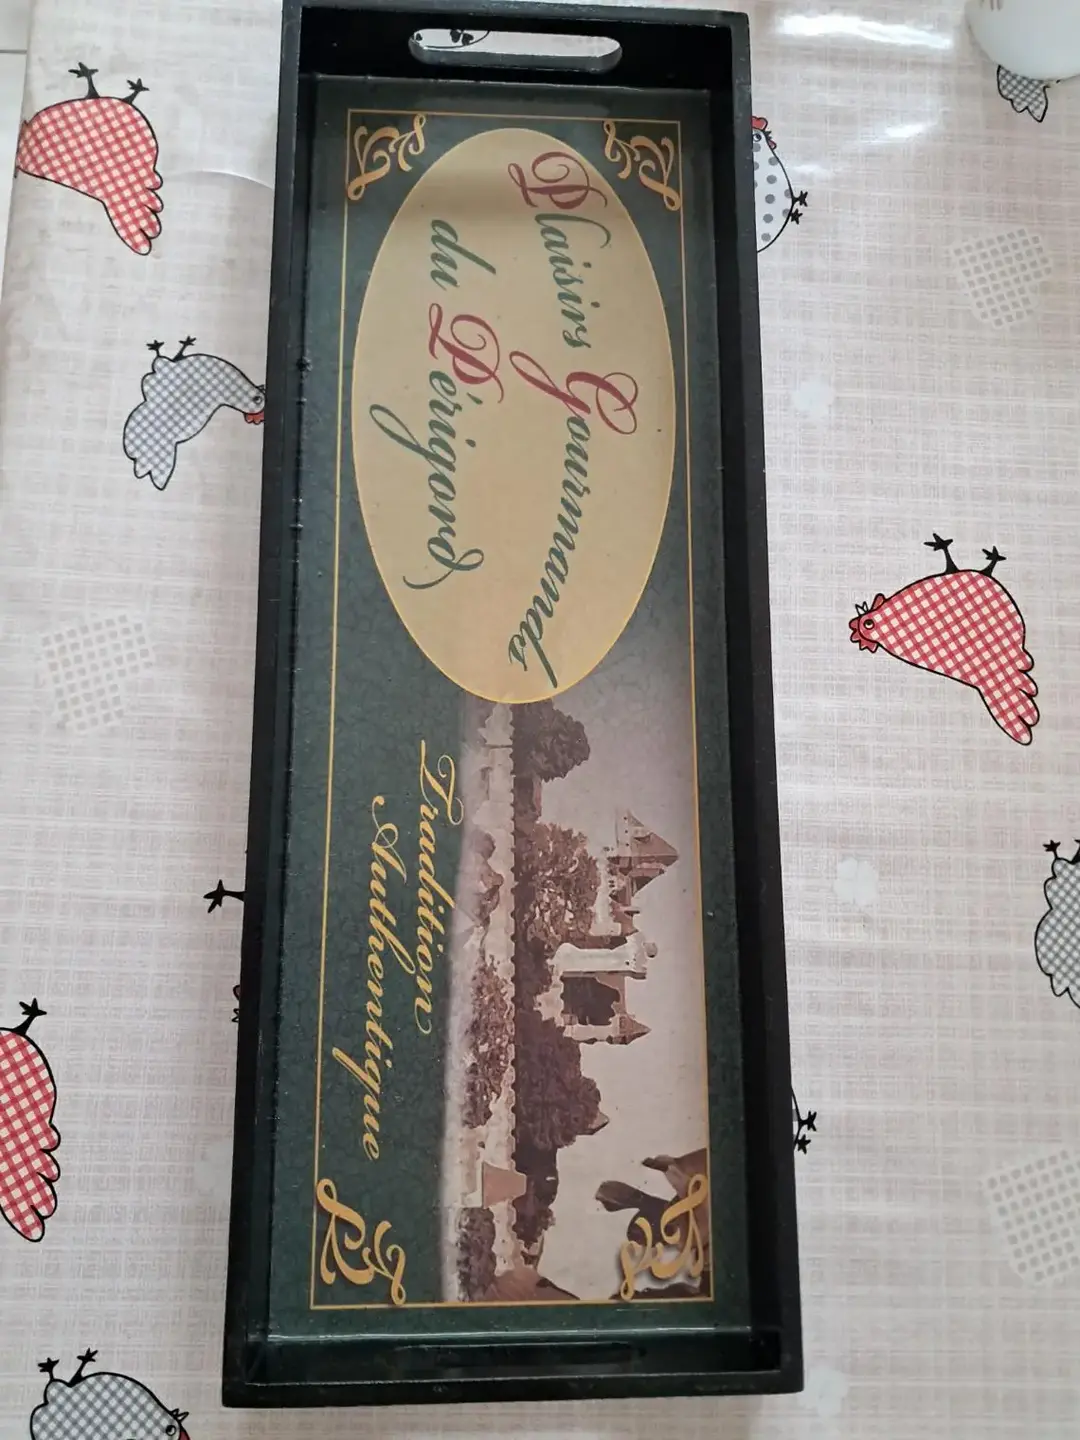 Plaisirs Gourmands
du Périgord
Tradition
Authentique